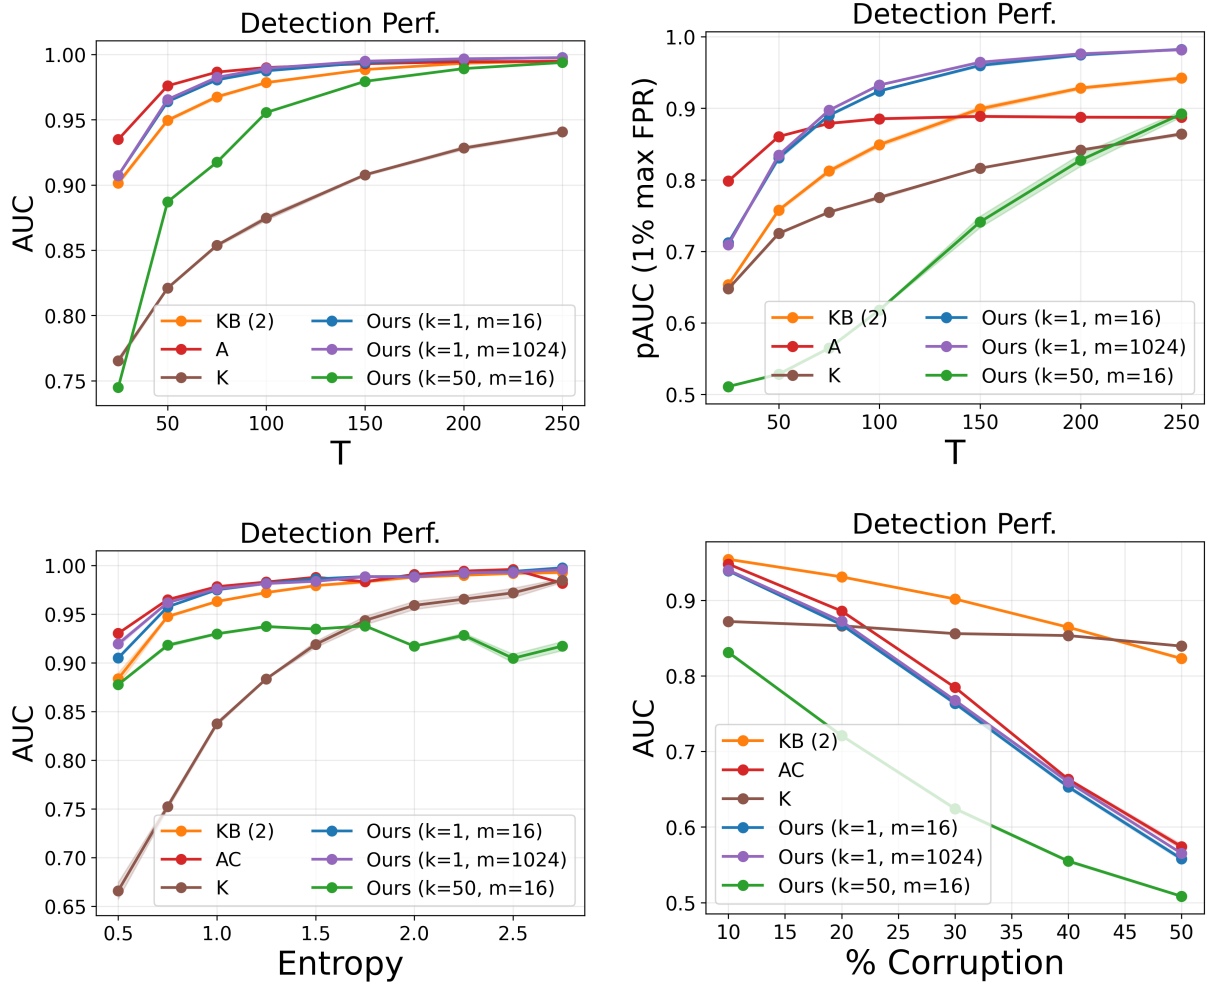 Detection Perf.
AUC
1.00
0.95
0.90
0.85
0.80
0.75
KB (2)
A
K
Ours (k=1, m=16)
Ours (k=1, m=1024)
Ours (k=50, m=16)
50 100 150 200 250
T
Detection Perf.
pAUC (1% max FPR)
1.0
0.9
0.8
0.7
0.6
0.5
KB (2)
A
K
Ours (k=1, m=16)
Ours (k=1, m=1024)
Ours (k=50, m=16)
50 100 150 200 250
T
Detection Perf.
AUC
1.00
0.95
0.90
0.85
0.80
0.75
0.70
0.65
KB (2)
AC
K
Ours (k=1, m=16)
Ours (k=1, m=1024)
Ours (k=50, m=16)
0.5 1.0 1.5 2.0 2.5
Entropy
Detection Perf.
AUC
0.9
0.8
0.7
0.6
0.5
KB (2)
AC
K
Ours (k=1, m=16)
Ours (k=1, m=1024)
Ours (k=50, m=16)
10 15 20 25 30 35 40 45 50
% Corruption